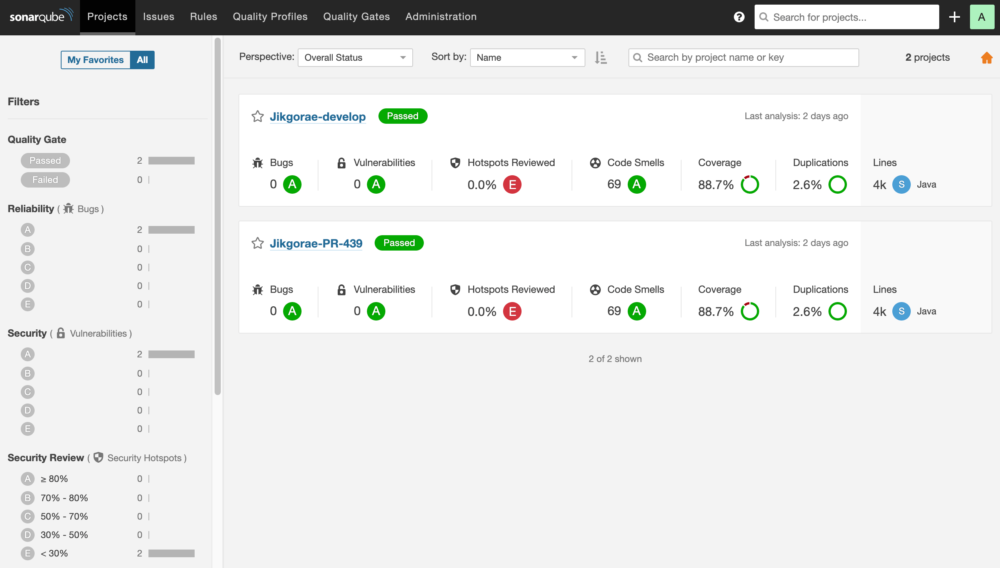 sonarqube Projects Issues Rules Quality Profiles Quality Gates Administration ? Search for projects... A
My Favorites All
Perspective: Overall Status Sort by: Name Search by project name or key 2 projects
Filters
Quality Gate
Passed 2
Failed 0
Reliability ( Bugs )
A 2
B 0
C 0
D 0
E 0
Security ( Vulnerabilities )
A 2
B 0
C 0
D 0
E 0
Security Review ( Security Hotspots )
A ≥ 80% 0
B 70% - 80% 0
C 50% - 70% 0
D 30% - 50% 0
E < 30% 2
Jikgorae-develop Passed Last analysis: 2 days ago
Bugs Vulnerabilities Hotspots Reviewed Code Smells Coverage Duplications Lines
0 A 0 A 0.0% E 69 A 88.7% 2.6% 4k S Java
Jikgorae-PR-439 Passed Last analysis: 2 days ago
Bugs Vulnerabilities Hotspots Reviewed Code Smells Coverage Duplications Lines
0 A 0 A 0.0% E 69 A 88.7% 2.6% 4k S Java
2 of 2 shown